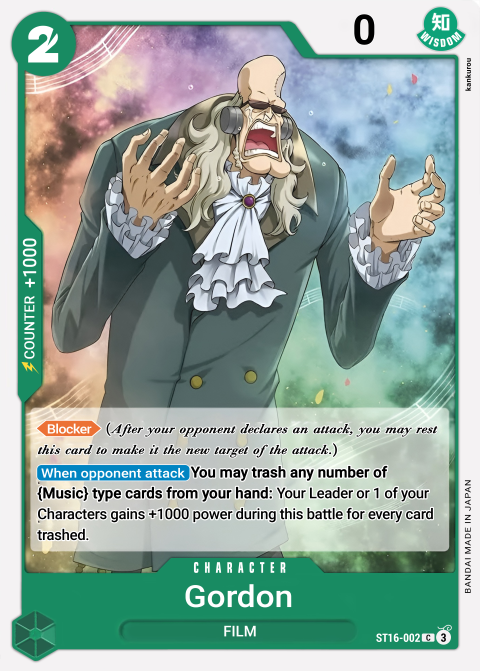 2
0
知
WISDOM
kankurou
COUNTER +1000
Blocker (After your opponent declares an attack, you may rest
this card to make it the new target of the attack.)
When opponent attack You may trash any number of
{Music} type cards from your hand: Your Leader or 1 of your
Characters gains +1000 power during this battle for every card
trashed.
BANDAI MADE IN JAPAN
CHARACTER
Gordon
FILM
ST16-002 C 3